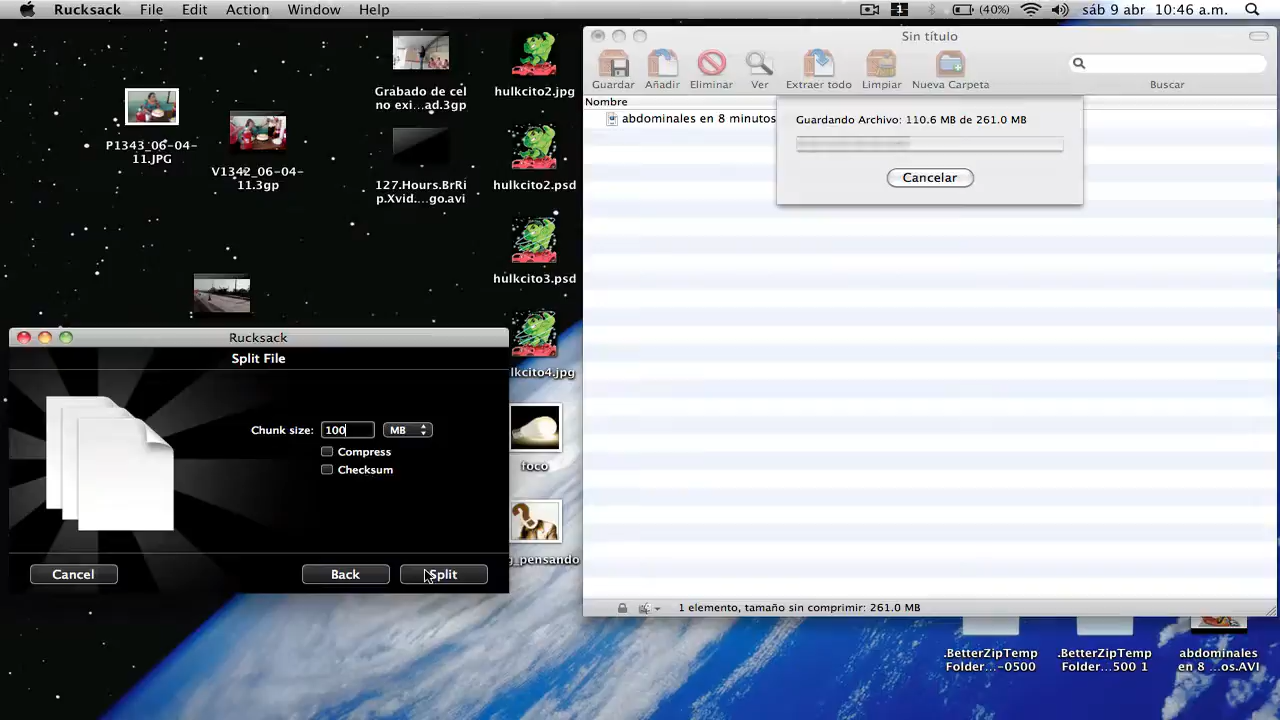 Rucksack File Edit Action Window Help
(40%) sáb 9 abr 10:46 a.m.
Sin título
Guardar Añadir Eliminar Ver Extraer todo Limpiar Nueva Carpeta Buscar
Nombre
abdominales en 8 minutos
Guardando Archivo: 110.6 MB de 261.0 MB
Cancelar
1 elemento, tamaño sin comprimir: 261.0 MB
P1343_06-04-
11.JPG
V1342_06-04-
11.3gp
Grabado de cel
no exi...ad.3gp
127.Hours.BrRi
p.Xvid....go.avi
hulkcito2.jpg
hulkcito2.psd
hulkcito3.psd
lkcito4.jpg
foco
g_pensando
Rucksack
Split File
Chunk size: 100 MB
Compress
Checksum
Cancel Back Split
.BetterZipTemp
Folder...-0500
.BetterZipTemp
Folder...500 1
abdominales
en 8 ...os.AVI